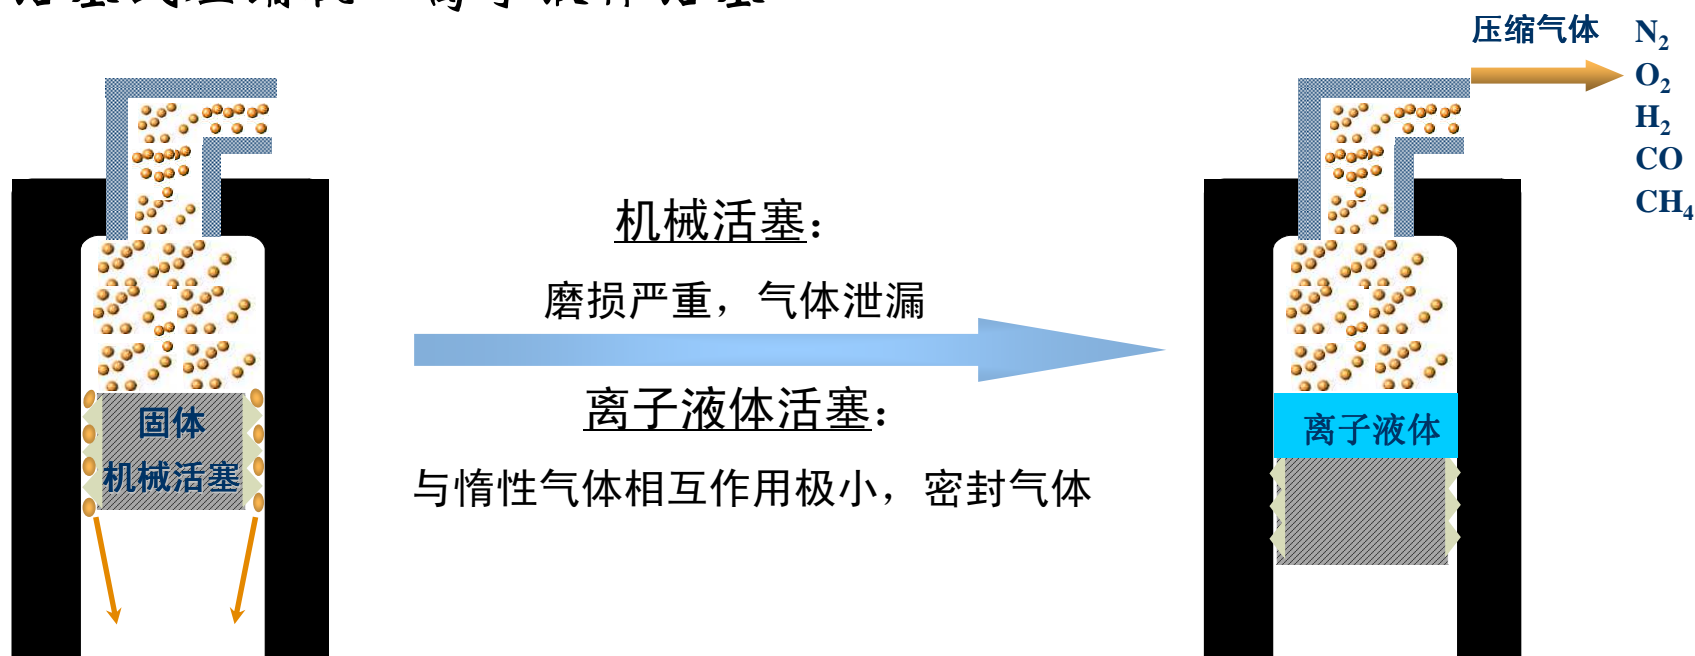 压缩气体 N₂
O₂
H₂
CO
CH₄
机械活塞：
磨损严重，气体泄漏
离子液体活塞：
与惰性气体相互作用极小，密封气体
固体
机械活塞
离子液体